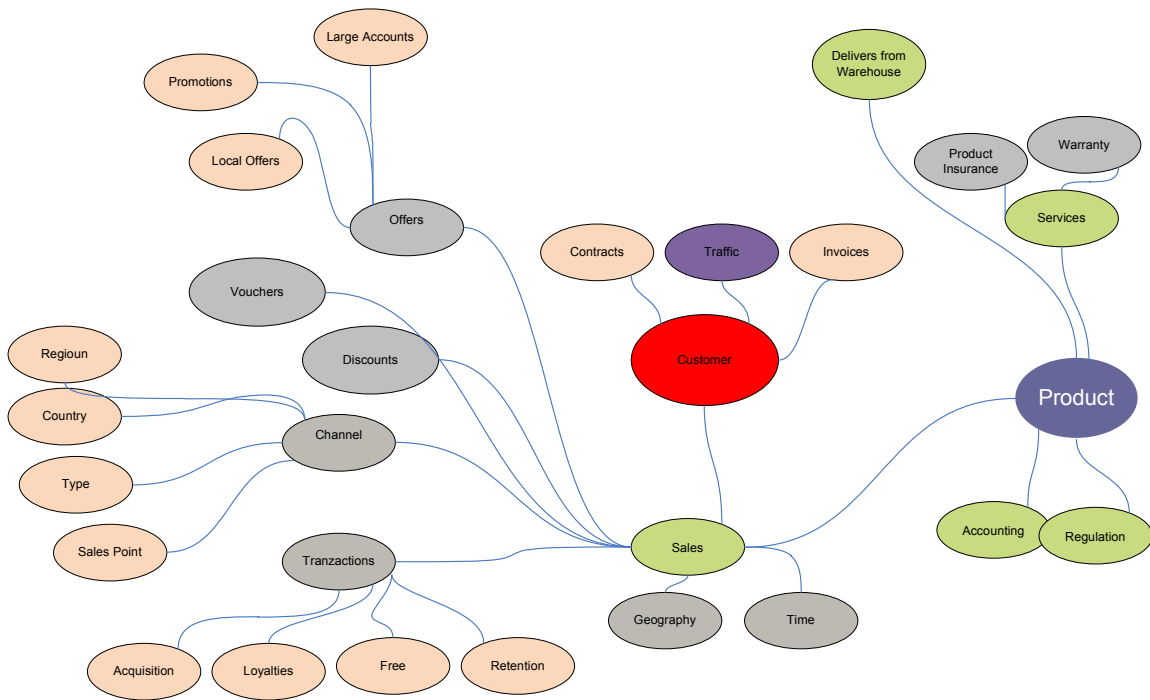 Large Accounts
Delivers from
Warehouse
Promotions
Warranty
Product
Insurance
Local Offers
Services
Offers
Contracts
Traffic
Invoices
Vouchers
Regioun
Discounts
Customer
Product
Country
Channel
Type
Accounting
Regulation
Sales Point
Sales
Tranzactions
Geography
Time
Acquisition
Loyalties
Free
Retention